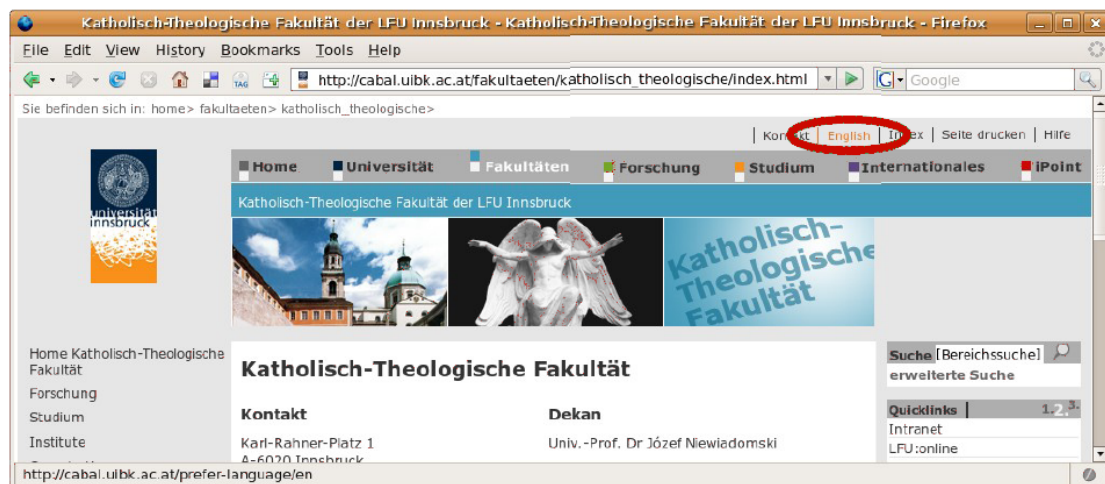 Katholisch-Theologische Fakultät der LFU Innsbruck - Katholisch-Theologische Fakultät der LFU Innsbruck - Firefox
File Edit View History Bookmarks Tools Help
http://cabal.uibk.ac.at/fakultaeten/katholisch_theologische/index.html
Google
Sie befinden sich in: home> fakultaeten> katholisch_theologische>
| Kontakt | English | Index | Seite drucken | Hilfe
Home Universität Fakultäten Forschung Studium Internationales iPoint
universität
innsbruck
Katholisch-Theologische Fakultät der LFU Innsbruck
Katholisch-
Theologische
Fakultät
Home Katholisch-Theologische
Fakultät
Forschung
Studium
Institute
Katholisch-Theologische Fakultät
Kontakt
Karl-Rahner-Platz 1
A-6020 Innsbruck
Dekan
Univ.-Prof. Dr Józef Niewiadomski
Suche [Bereichssuche]
erweiterte Suche
Quicklinks | 1.2.3.
Intranet
LFU:online
http://cabal.uibk.ac.at/prefer-language/en